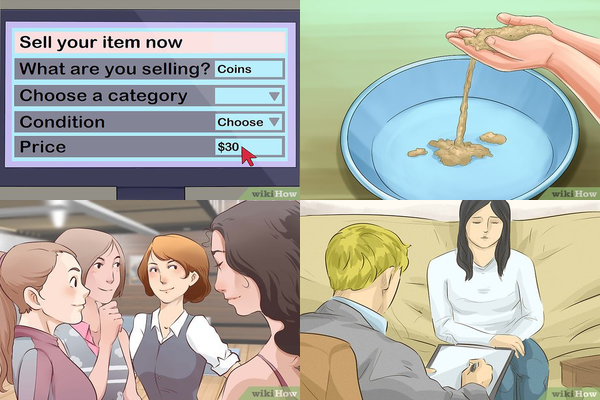 Sell your item now
What are you selling? Coins
Choose a category
Condition Choose
Price $30
wikiHow
wikiHow
wikiHow
wikiHow